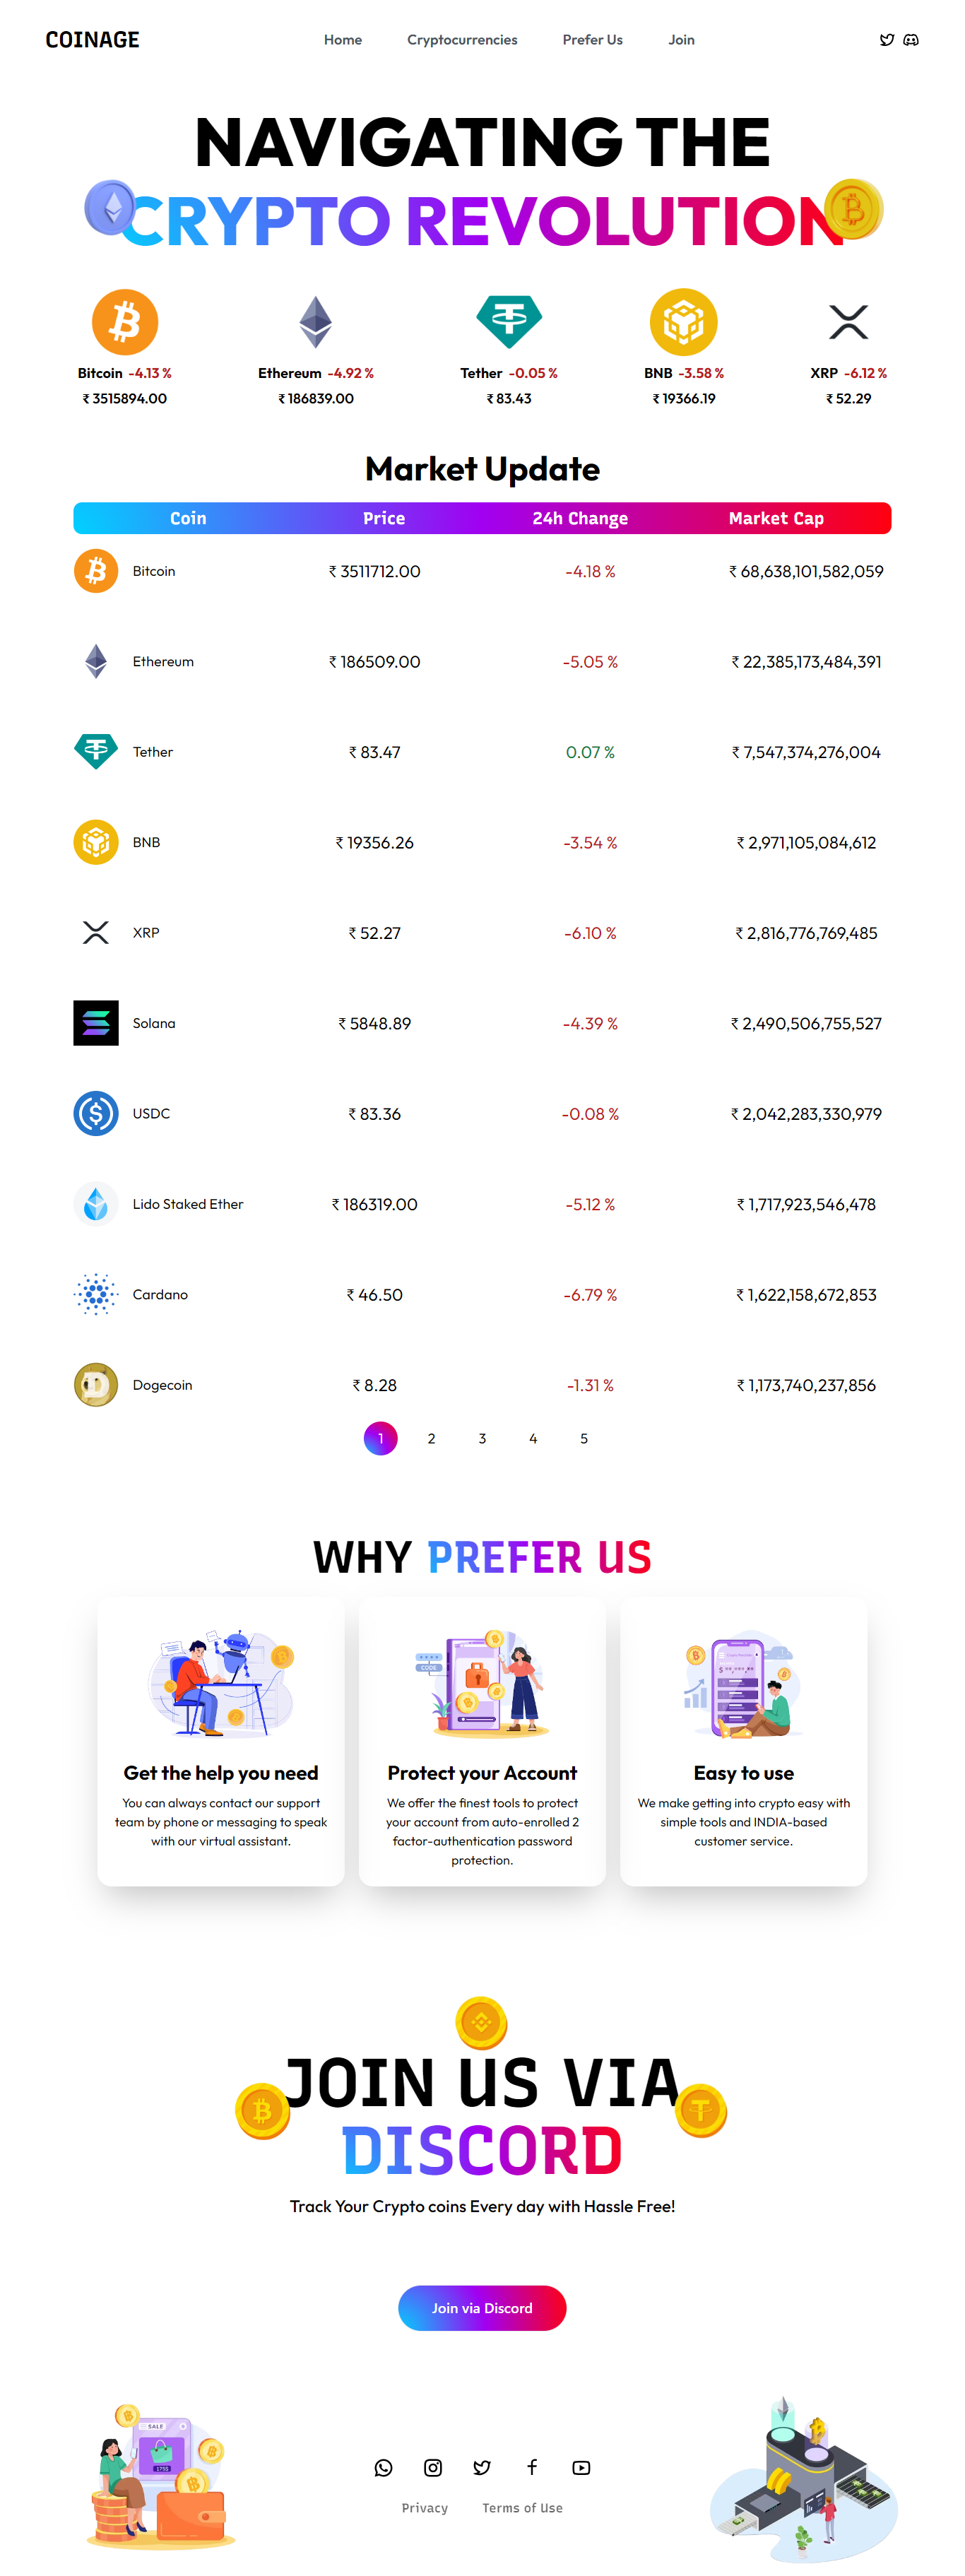 COINAGE
Home
Cryptocurrencies
Prefer Us
Join
NAVIGATING THE
CRYPTO REVOLUTION
Bitcoin -4.13 %
₹ 3515894.00
Ethereum -4.92 %
₹ 186839.00
Tether -0.05 %
₹ 83.43
BNB -3.58 %
₹ 19366.19
XRP -6.12 %
₹ 52.29
Market Update
Coin Price 24h Change Market Cap
Bitcoin ₹ 3511712.00 -4.18 % ₹ 68,638,101,582,059
Ethereum ₹ 186509.00 -5.05 % ₹ 22,385,173,484,391
Tether ₹ 83.47 0.07 % ₹ 7,547,374,276,004
BNB ₹ 19356.26 -3.54 % ₹ 2,971,105,084,612
XRP ₹ 52.27 -6.10 % ₹ 2,816,776,769,485
Solana ₹ 5848.89 -4.39 % ₹ 2,490,506,755,527
USDC ₹ 83.36 -0.08 % ₹ 2,042,283,330,979
Lido Staked Ether ₹ 186319.00 -5.12 % ₹ 1,717,923,546,478
Cardano ₹ 46.50 -6.79 % ₹ 1,622,158,672,853
Dogecoin ₹ 8.28 -1.31 % ₹ 1,173,740,237,856
1 2 3 4 5
WHY PREFER US
CODE
Get the help you need
You can always contact our support
team by phone or messaging to speak
with our virtual assistant.
Protect your Account
We offer the finest tools to protect
your account from auto-enrolled 2
factor-authentication password
protection.
Easy to use
We make getting into crypto easy with
simple tools and INDIA-based
customer service.
JOIN US VIA
DISCORD
Track Your Crypto coins Every day with Hassle Free!
Join via Discord
SALE
Privacy
Terms of Use